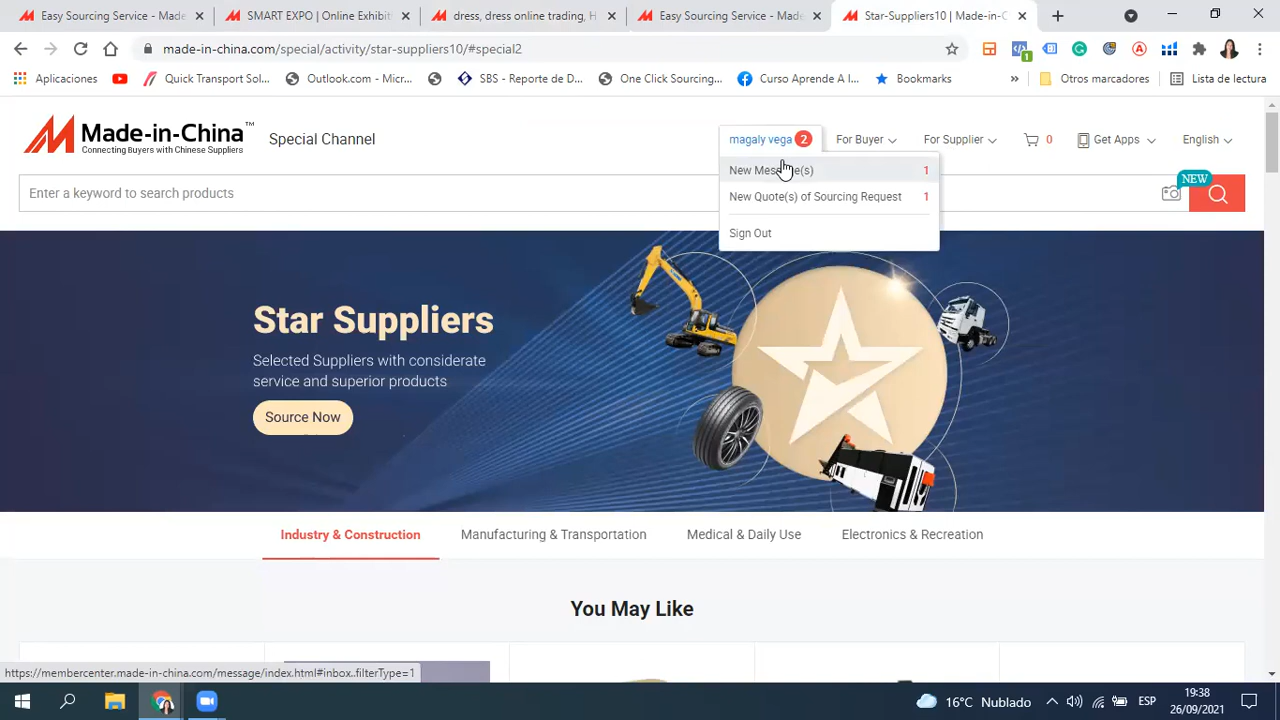 Easy Sourcing Service - Made
SMART EXPO | Online Exhibit
dress, dress online trading, H
Easy Sourcing Service - Made
Star-Suppliers10 | Made-in-C
made-in-china.com/special/activity/star-suppliers10/#special2
Aplicaciones
Quick Transport Sol...
Outlook.com - Micr...
SBS - Reporte de D...
One Click Sourcing...
Curso Aprende A I...
Bookmarks
»
Otros marcadores
Lista de lectura
Made-in-China™
Connecting Buyers with Chinese Suppliers
Special Channel
magaly vega 2
For Buyer
For Supplier
0
Get Apps
English
Enter a keyword to search products
NEW
New Message(s) 1
New Quote(s) of Sourcing Request 1
Sign Out
Star Suppliers
Selected Suppliers with considerate
service and superior products
Source Now
Industry & Construction
Manufacturing & Transportation
Medical & Daily Use
Electronics & Recreation
You May Like
https://membercenter.made-in-china.com/message/index.html#inbox..filterType=1
16°C Nublado
ESP
19:38
26/09/2021